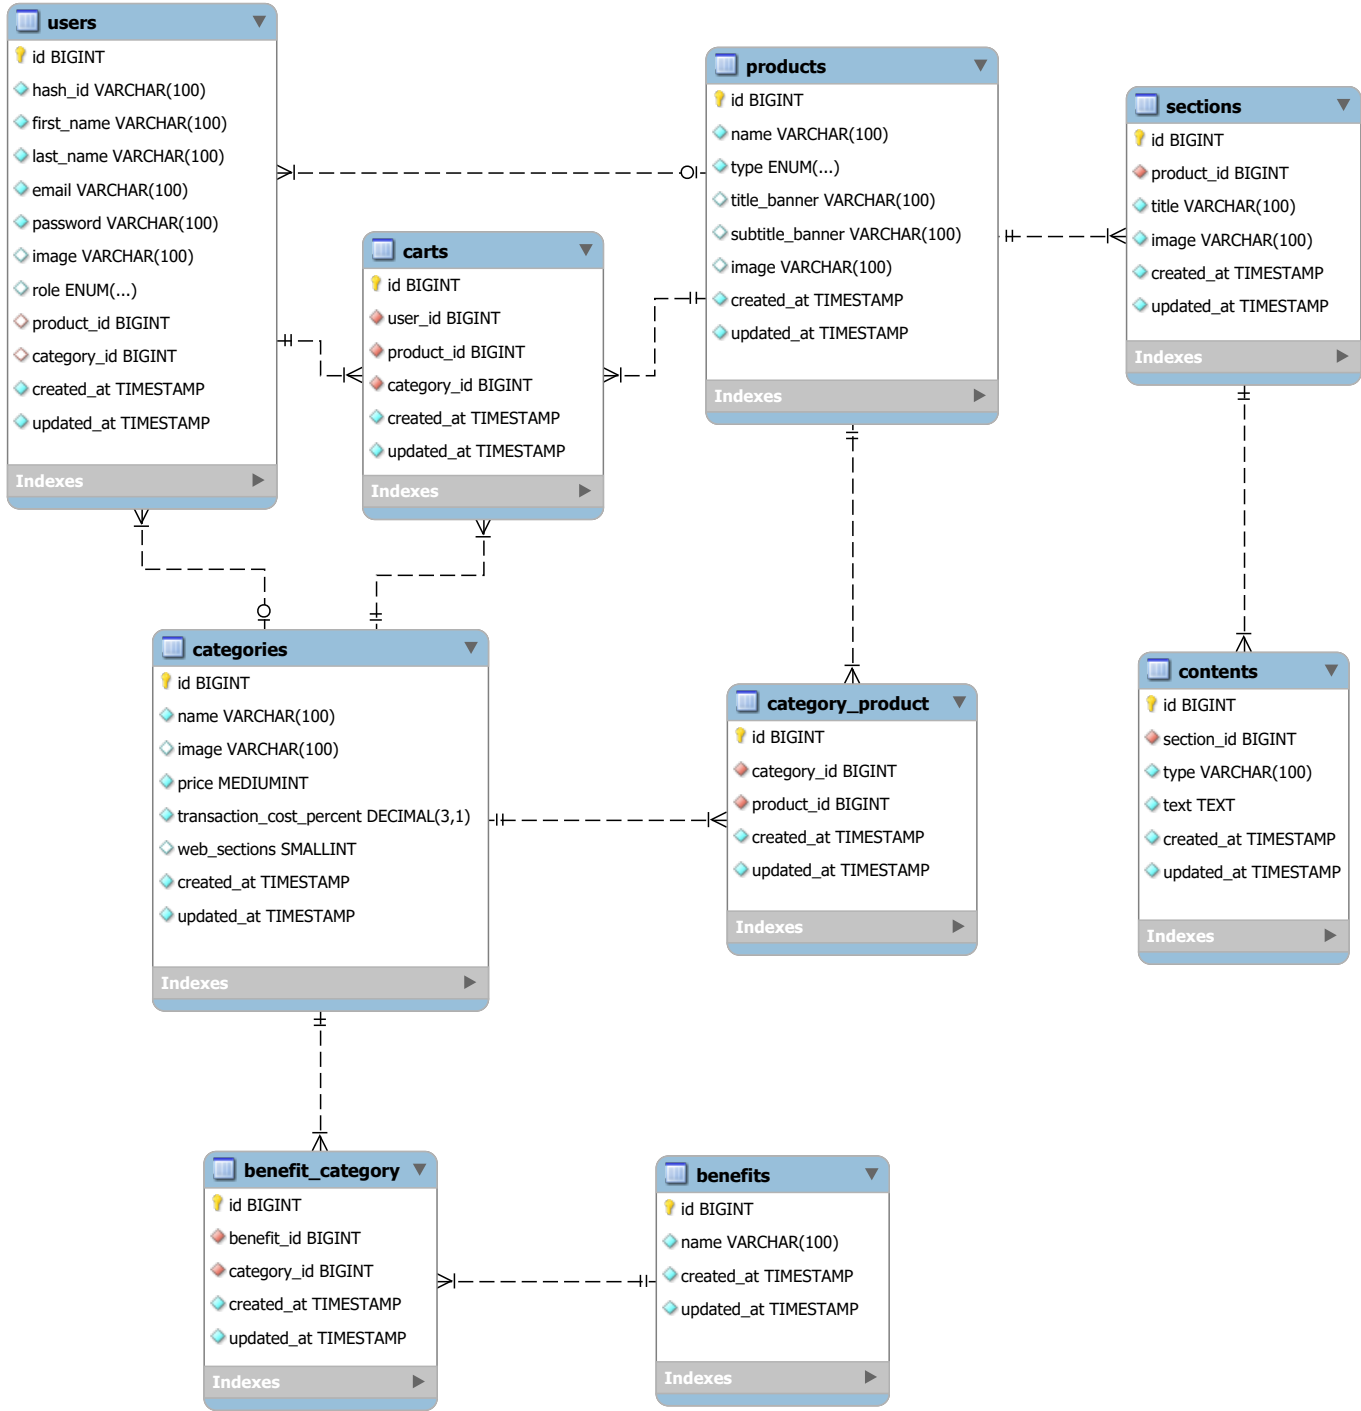 users
id BIGINT
hash_id VARCHAR(100)
first_name VARCHAR(100)
last_name VARCHAR(100)
email VARCHAR(100)
password VARCHAR(100)
image VARCHAR(100)
role ENUM(...)
product_id BIGINT
category_id BIGINT
created_at TIMESTAMP
updated_at TIMESTAMP
Indexes
carts
id BIGINT
user_id BIGINT
product_id BIGINT
category_id BIGINT
created_at TIMESTAMP
updated_at TIMESTAMP
Indexes
products
id BIGINT
name VARCHAR(100)
type ENUM(...)
title_banner VARCHAR(100)
subtitle_banner VARCHAR(100)
image VARCHAR(100)
created_at TIMESTAMP
updated_at TIMESTAMP
Indexes
sections
id BIGINT
product_id BIGINT
title VARCHAR(100)
image VARCHAR(100)
created_at TIMESTAMP
updated_at TIMESTAMP
Indexes
categories
id BIGINT
name VARCHAR(100)
image VARCHAR(100)
price MEDIUMINT
transaction_cost_percent DECIMAL(3,1)
web_sections SMALLINT
created_at TIMESTAMP
updated_at TIMESTAMP
Indexes
category_product
id BIGINT
category_id BIGINT
product_id BIGINT
created_at TIMESTAMP
updated_at TIMESTAMP
Indexes
contents
id BIGINT
section_id BIGINT
type VARCHAR(100)
text TEXT
created_at TIMESTAMP
updated_at TIMESTAMP
Indexes
benefit_category
id BIGINT
benefit_id BIGINT
category_id BIGINT
created_at TIMESTAMP
updated_at TIMESTAMP
Indexes
benefits
id BIGINT
name VARCHAR(100)
created_at TIMESTAMP
updated_at TIMESTAMP
Indexes